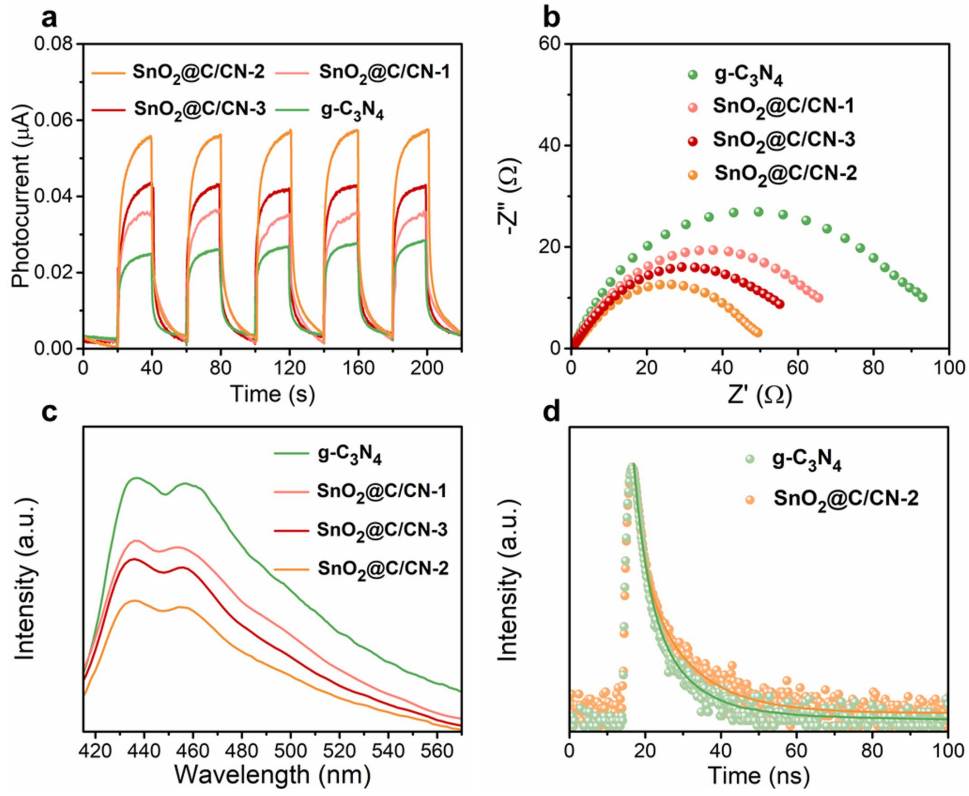 a
0.08
0.06
0.04
0.02
0.00
Photocurrent (μA)
SnO₂@C/CN-2
SnO₂@C/CN-1
SnO₂@C/CN-3
g-C₃N₄
0 40 80 120 160 200
Time (s)
b
60
40
20
0
-Z" (Ω)
g-C₃N₄
SnO₂@C/CN-1
SnO₂@C/CN-3
SnO₂@C/CN-2
0 20 40 60 80 100
Z' (Ω)
c
Intensity (a.u.)
g-C₃N₄
SnO₂@C/CN-1
SnO₂@C/CN-3
SnO₂@C/CN-2
420 440 460 480 500 520 540 560
Wavelength (nm)
d
Intensity (a.u.)
g-C₃N₄
SnO₂@C/CN-2
0 20 40 60 80 100
Time (ns)